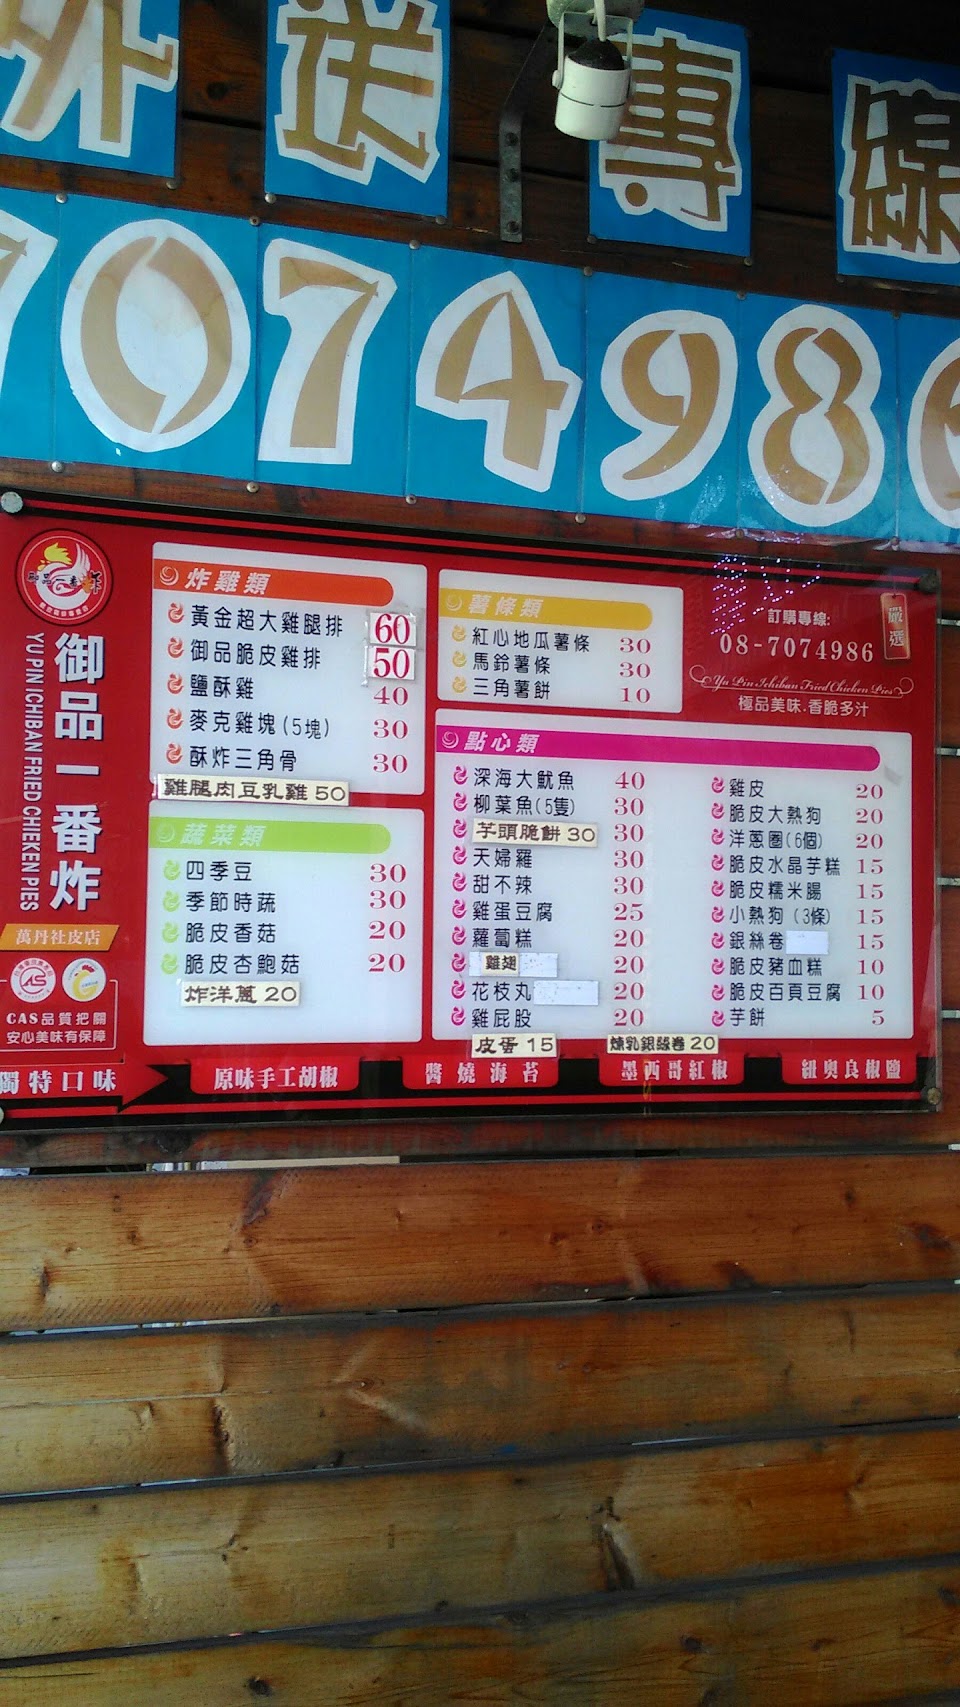 外送專線
7074986
御品一番炸
YU PIN ICHIBAN FRIED CHIEKEN PIES
萬丹社皮店
CAS品質把關
安心美味有保障
炸雞類
黃金超大雞腿排 60
御品脆皮雞排 50
鹽酥雞 40
麥克雞塊(5塊) 30
酥炸三角骨 30
雞腿肉豆乳雞 50
蔬菜類
四季豆 30
季節時蔬 30
脆皮香菇 20
脆皮杏鮑菇 20
炸洋蔥 20
薯條類
紅心地瓜薯條 30
馬鈴薯條 30
三角薯餅 10
訂購專線:
08-7074986
嚴選
Yu Pin Ichiban Fried Chicken Pies
極品美味.香脆多汁
點心類
深海大魷魚 40
柳葉魚(5隻) 30
芋頭脆餅 30 30
天婦羅 30
甜不辣 30
雞蛋豆腐 25
蘿蔔糕 20
雞翅 20
花枝丸 20
雞屁股 20
皮蛋 15
雞皮 20
脆皮大熱狗 20
洋蔥圈(6個) 20
脆皮水晶芋糕 15
脆皮糯米腸 15
小熱狗(3條) 15
銀絲卷 15
脆皮豬血糕 10
脆皮百頁豆腐 10
芋餅 5
煉乳銀絲卷 20
獨特口味
原味手工胡椒
醬燒海苔
墨西哥紅椒
紐奧良椒鹽